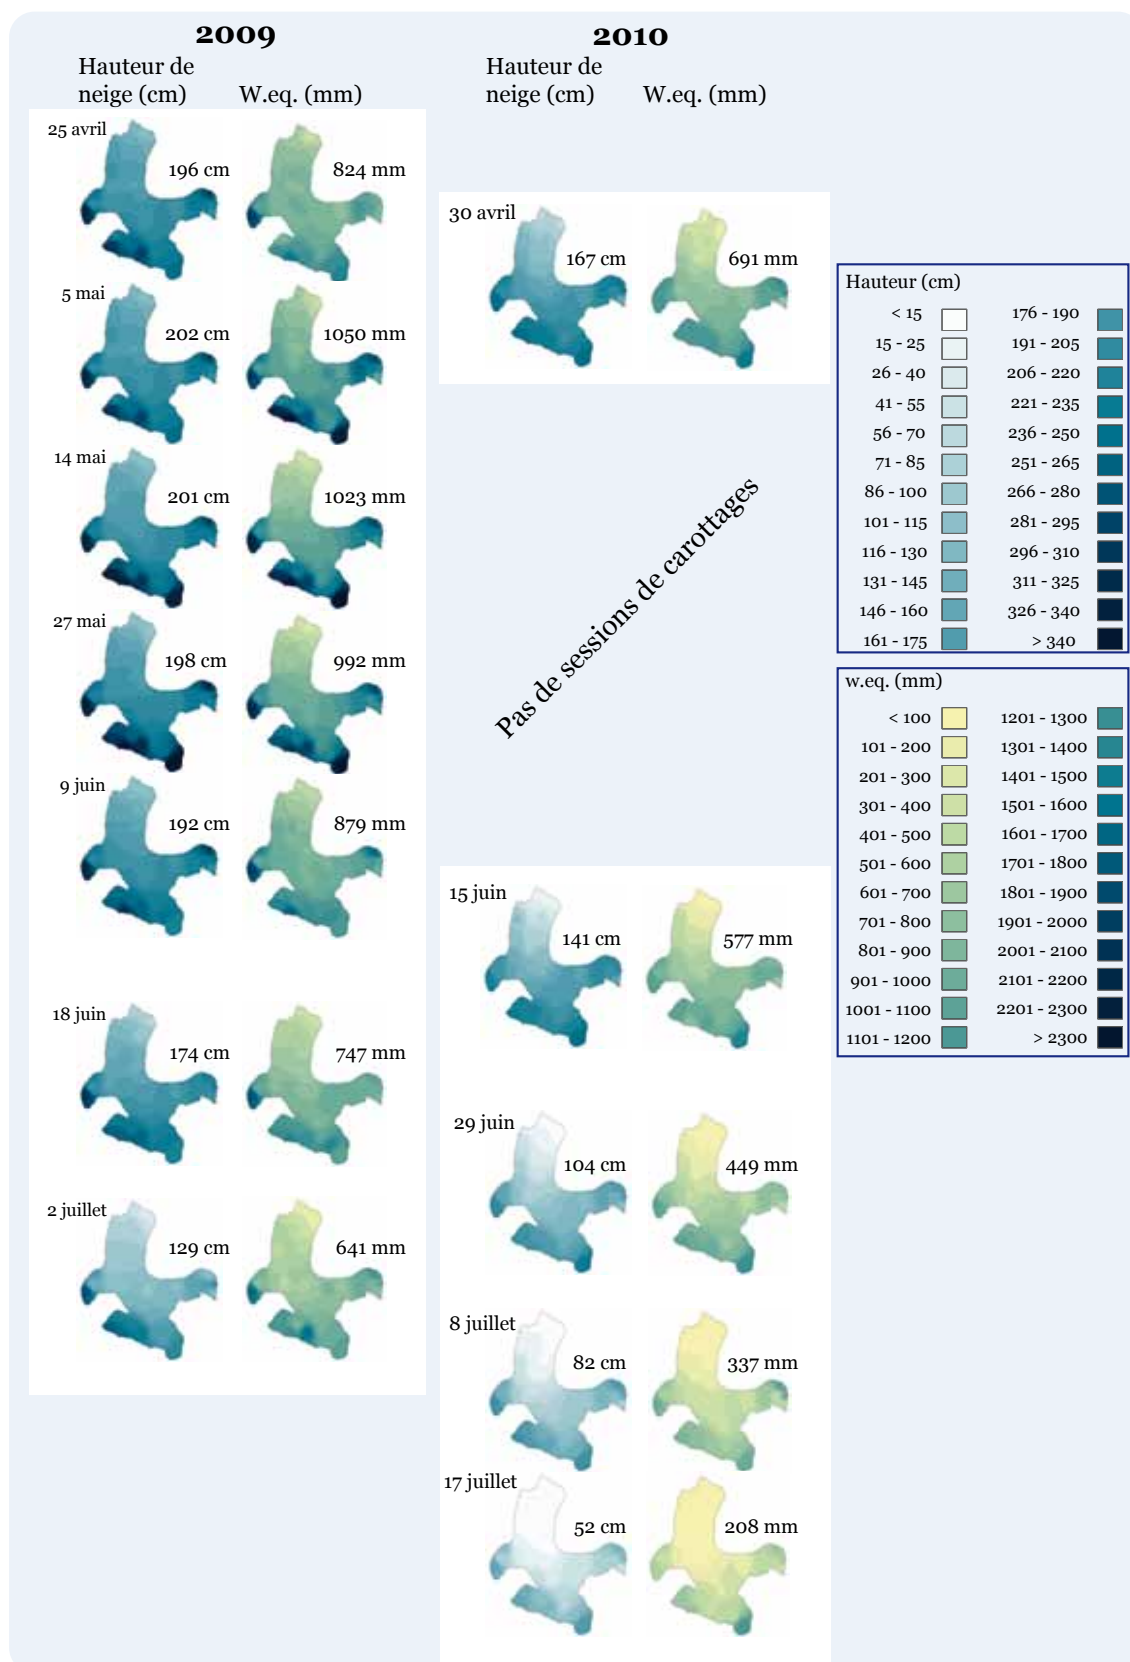 2009
Hauteur de
neige (cm)
W.eq. (mm)
25 avril
196 cm
824 mm
5 mai
202 cm
1050 mm
14 mai
201 cm
1023 mm
27 mai
198 cm
992 mm
9 juin
192 cm
879 mm
18 juin
174 cm
747 mm
2 juillet
129 cm
641 mm
2010
Hauteur de
neige (cm)
W.eq. (mm)
30 avril
167 cm
691 mm
Pas de sessions de carottages
15 juin
141 cm
577 mm
29 juin
104 cm
449 mm
8 juillet
82 cm
337 mm
17 juillet
52 cm
208 mm
Hauteur (cm)
< 15
15 - 25
26 - 40
41 - 55
56 - 70
71 - 85
86 - 100
101 - 115
116 - 130
131 - 145
146 - 160
161 - 175
176 - 190
191 - 205
206 - 220
221 - 235
236 - 250
251 - 265
266 - 280
281 - 295
296 - 310
311 - 325
326 - 340
> 340
w.eq. (mm)
< 100
101 - 200
201 - 300
301 - 400
401 - 500
501 - 600
601 - 700
701 - 800
801 - 900
901 - 1000
1001 - 1100
1101 - 1200
1201 - 1300
1301 - 1400
1401 - 1500
1501 - 1600
1601 - 1700
1701 - 1800
1801 - 1900
1901 - 2000
2001 - 2100
2101 - 2200
2201 - 2300
> 2300